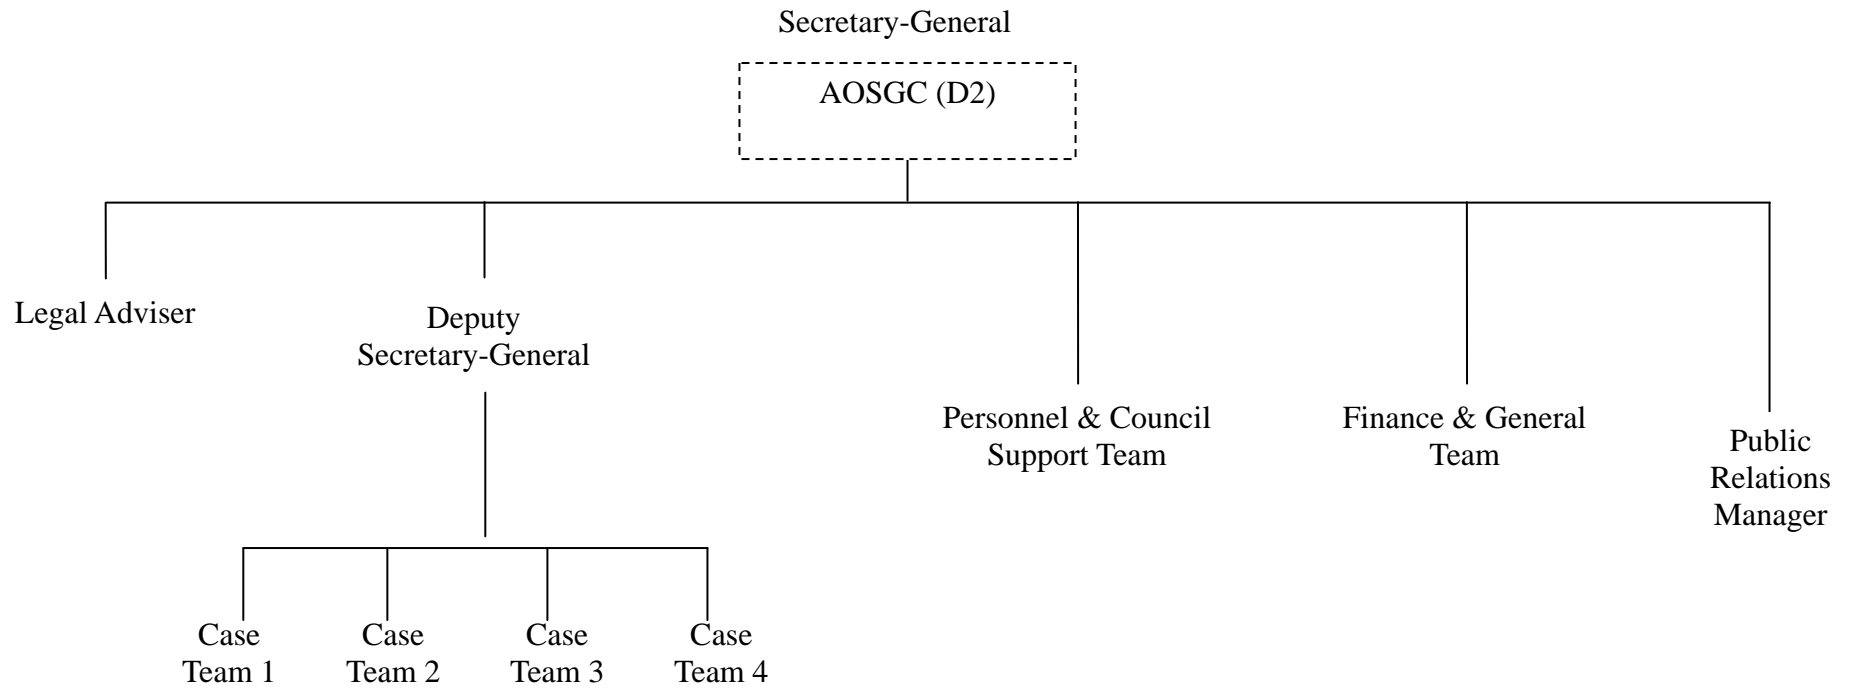 Secretary-General
AOSGC (D2)
Legal Adviser
Deputy
Secretary-General
Personnel & Council
Support Team
Finance & General
Team
Public
Relations
Manager
Case
Team 1
Case
Team 2
Case
Team 3
Case
Team 4